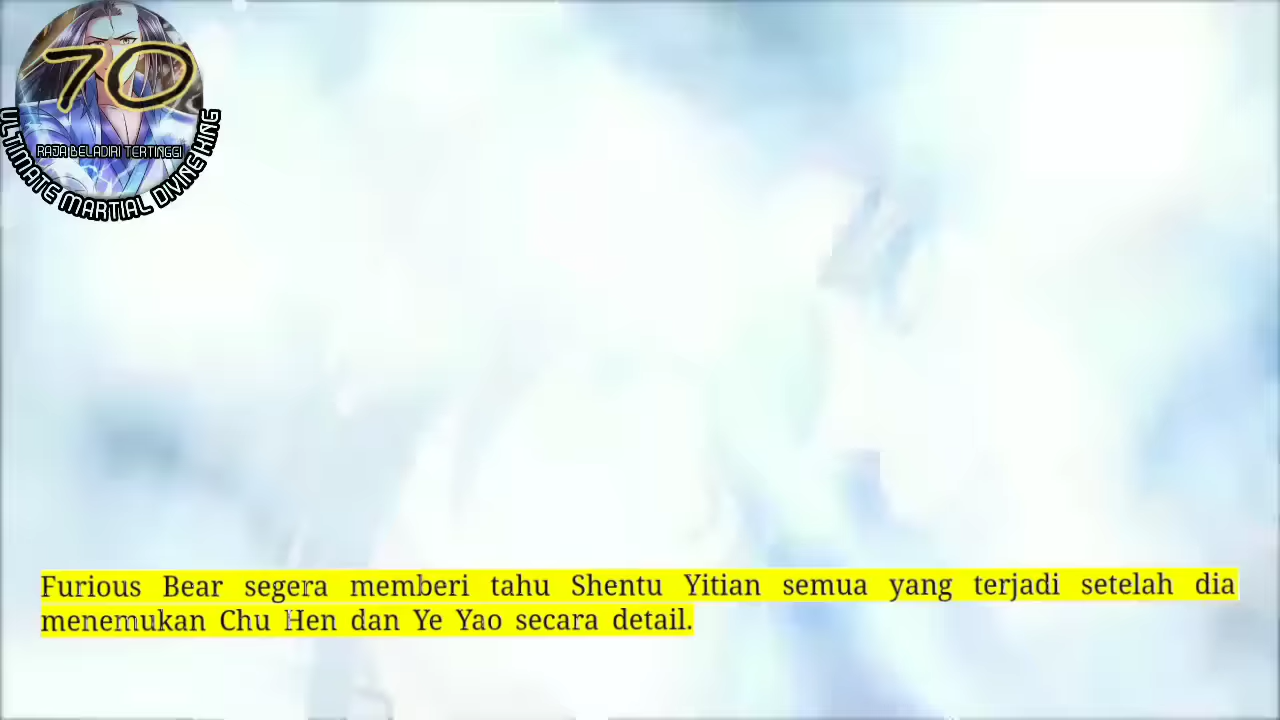 70
RAJA BELADIRI TERTINGGI
ULTIMATE MARTIAL DIVINE KING
Furious Bear segera memberi tahu Shentu Yitian semua yang terjadi setelah dia
menemukan Chu Hen dan Ye Yao secara detail.